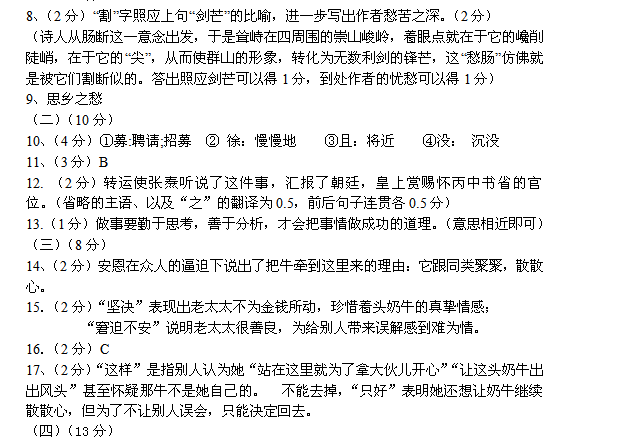 8、（2分）“割”字照应上句“剑芒”的比喻，进一步写出作者愁苦之深。（2分）
（诗人从肠断这一意念出发，于是耸峙在四周围的崇山峻岭，着眼点就在于它的巉削
陡峭，在于它的“尖”，从而使群山的形象，转化为无数利剑的锋芒，这“愁肠”仿佛就
是被它们割断似的。答出照应剑芒可以得 1分，到处作者的忧愁可以得 1分）
9、思乡之愁
（二）（10分）
10、（4分）①募:聘请;招募　② 徐：慢慢地　　③且：将近　　④没：　沉没
11、（3分）B
12. （2分）转运使张焘听说了这件事，汇报了朝廷，皇上赏赐怀丙中书省的官
位。（省略的主语、以及“之”的翻译为0.5，前后句子连贯各0.5分）
13.（1分）做事要勤于思考，善于分析，才会把事情做成功的道理。（意思相近即可）
（三）（8分）
14、（2分）安恩在众人的逼迫下说出了把牛牵到这里来的理由：它跟同类聚聚，散散
心。
15.（2分）“坚决”表现出老太太不为金钱所动，珍惜着头奶牛的真挚情感；
“窘迫不安”说明老太太很善良，为给别人带来误解感到难为情。
16.（2分）C
17、（2分）“这样”是指别人认为她“站在这里就为了拿大伙儿开心”“让这头奶牛出
出风头”甚至怀疑那牛不是她自己的。　不能去掉，“只好”表明她还想让奶牛继续
散散心，但为了不让别人误会，只能决定回去。
（四）（13分）